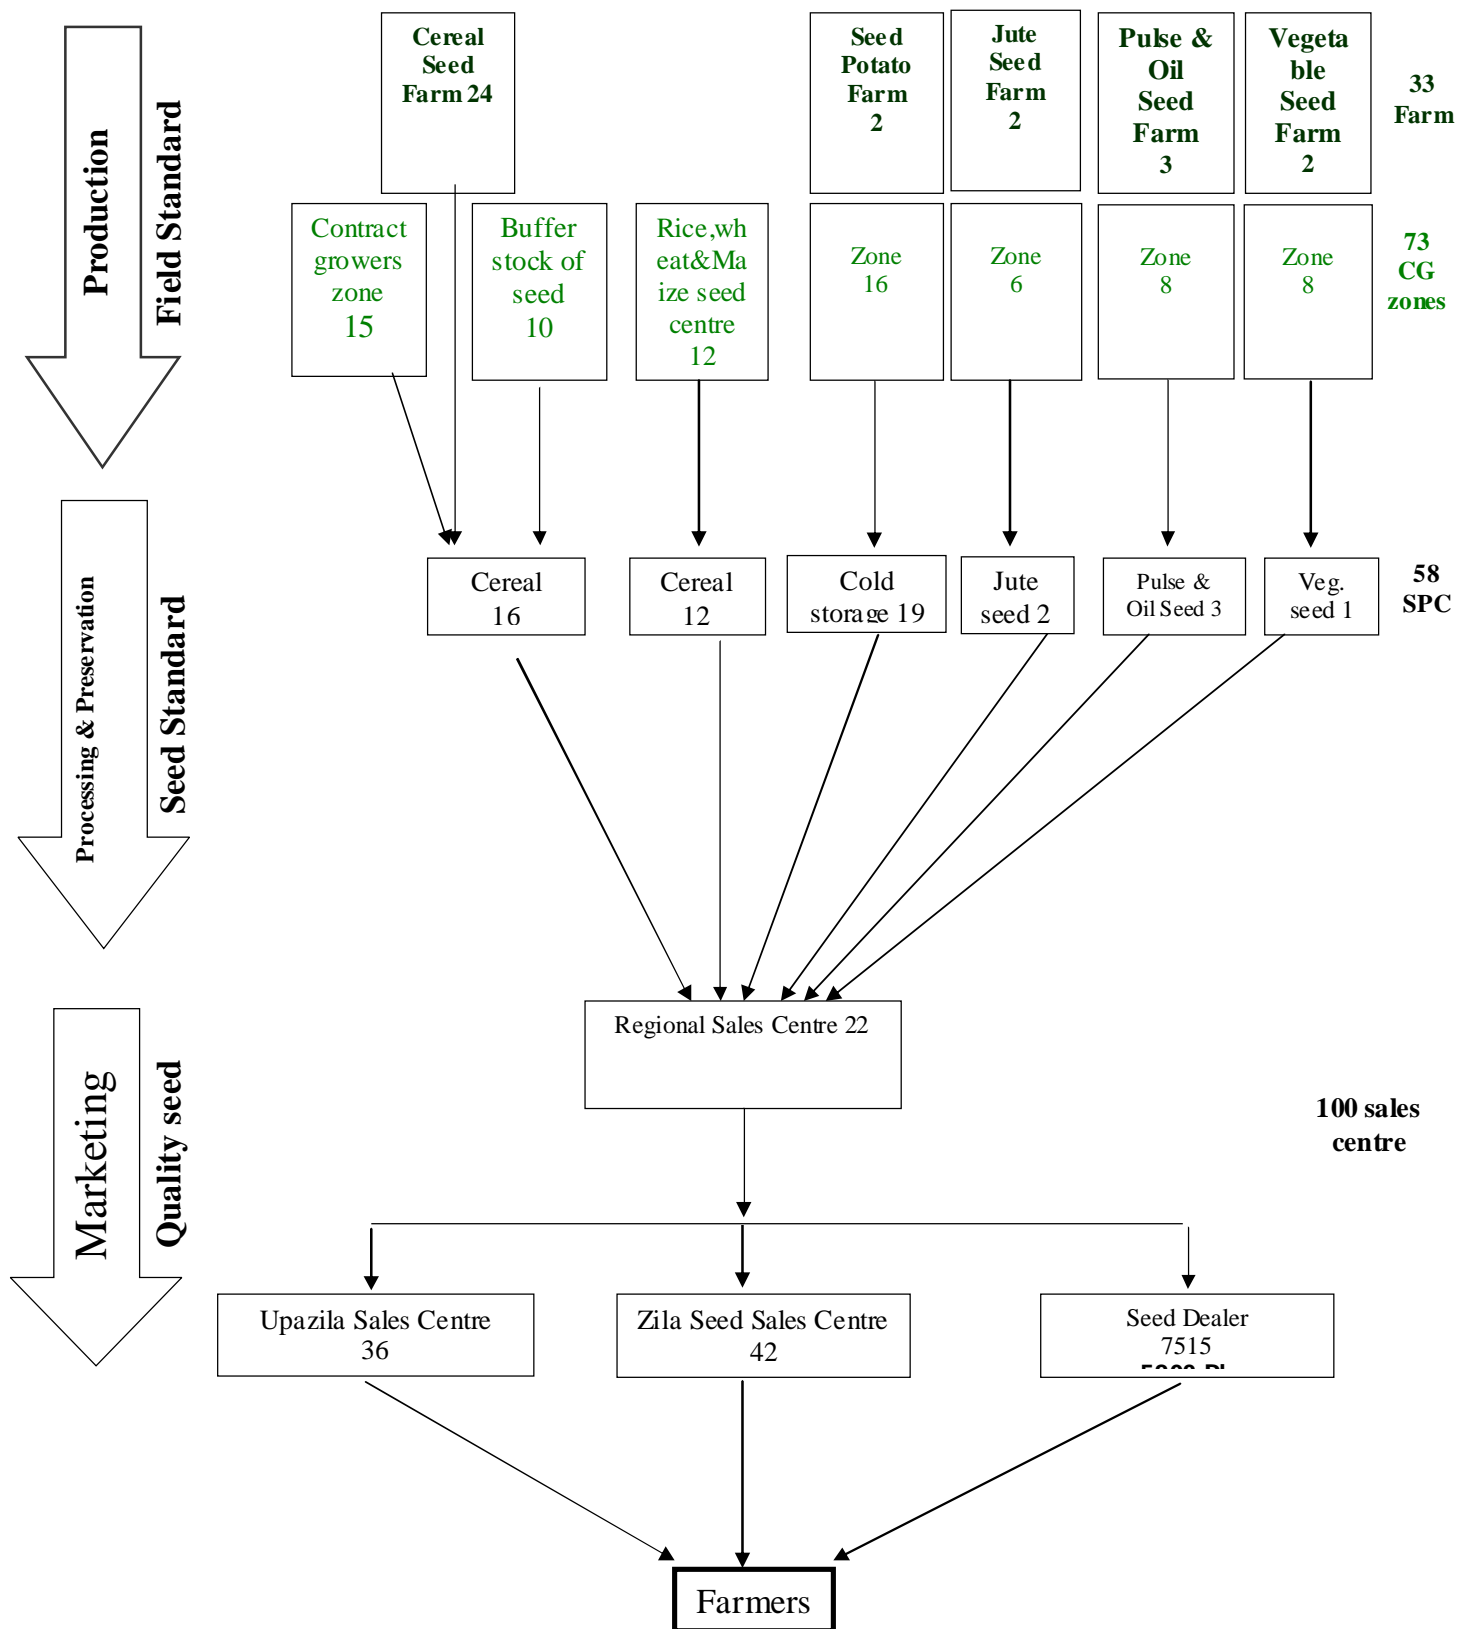 Production
Field Standard
Cereal
Seed
Farm 24
Seed
Potato
Farm
2
Jute
Seed
Farm
2
Pulse &
Oil
Seed
Farm
3
Vegeta
ble
Seed
Farm
2
33
Farm
Contract
growers
zone
15
Buffer
stock of
seed
10
Rice,wh
eat&Ma
ize seed
centre
12
Zone
16
Zone
6
Zone
8
Zone
8
73
CG
zones
Processing & Preservation
Seed Standard
Cereal
16
Cereal
12
Cold
storage 19
Jute
seed 2
Pulse &
Oil Seed 3
Veg.
seed 1
58
SPC
Marketing
Quality seed
Regional Sales Centre 22
100 sales
centre
Upazila Sales Centre
36
Zila Seed Sales Centre
42
Seed Dealer
7515
Farmers